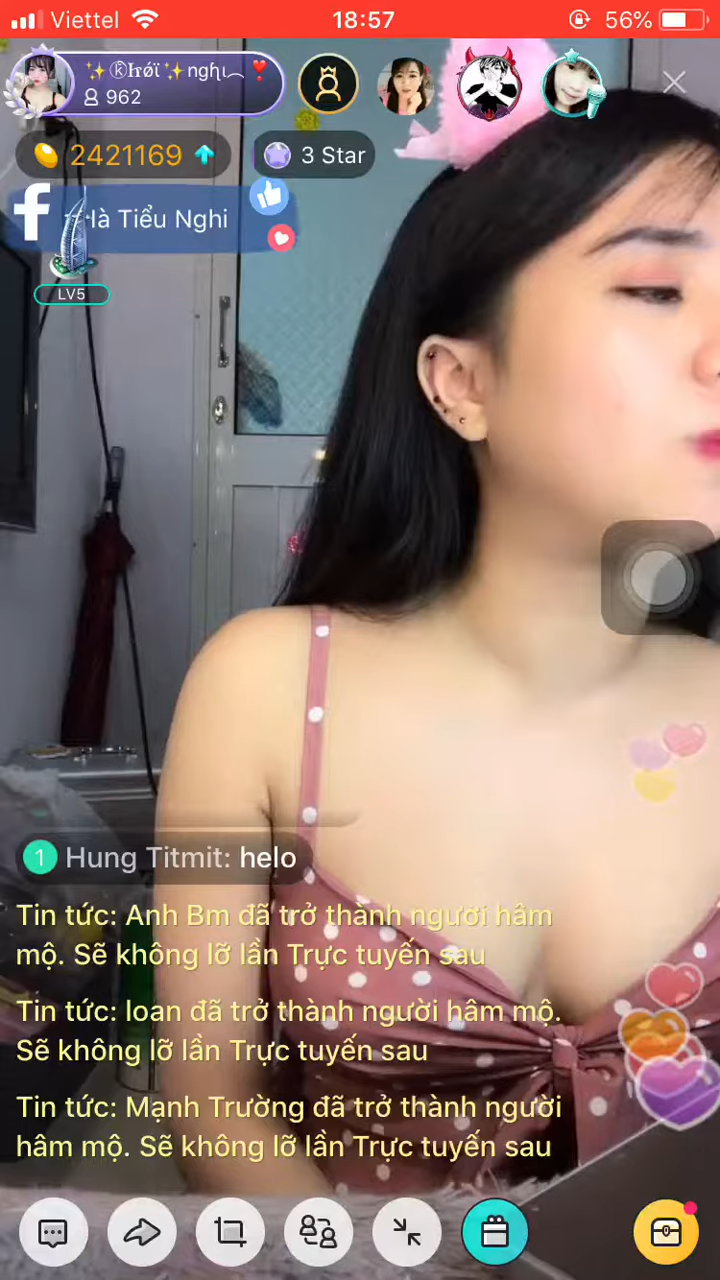 Viettel
18:57
56%
962
2421169
3 Star
Hà Tiểu Nghi
LV5
1 Hung Titmit: helo
Tin tức: Anh Bm đã trở thành người hâm
mộ. Sẽ không lỡ lần Trực tuyến sau
Tin tức: loan đã trở thành người hâm mộ.
Sẽ không lỡ lần Trực tuyến sau
Tin tức: Mạnh Trường đã trở thành người
hâm mộ. Sẽ không lỡ lần Trực tuyến sau